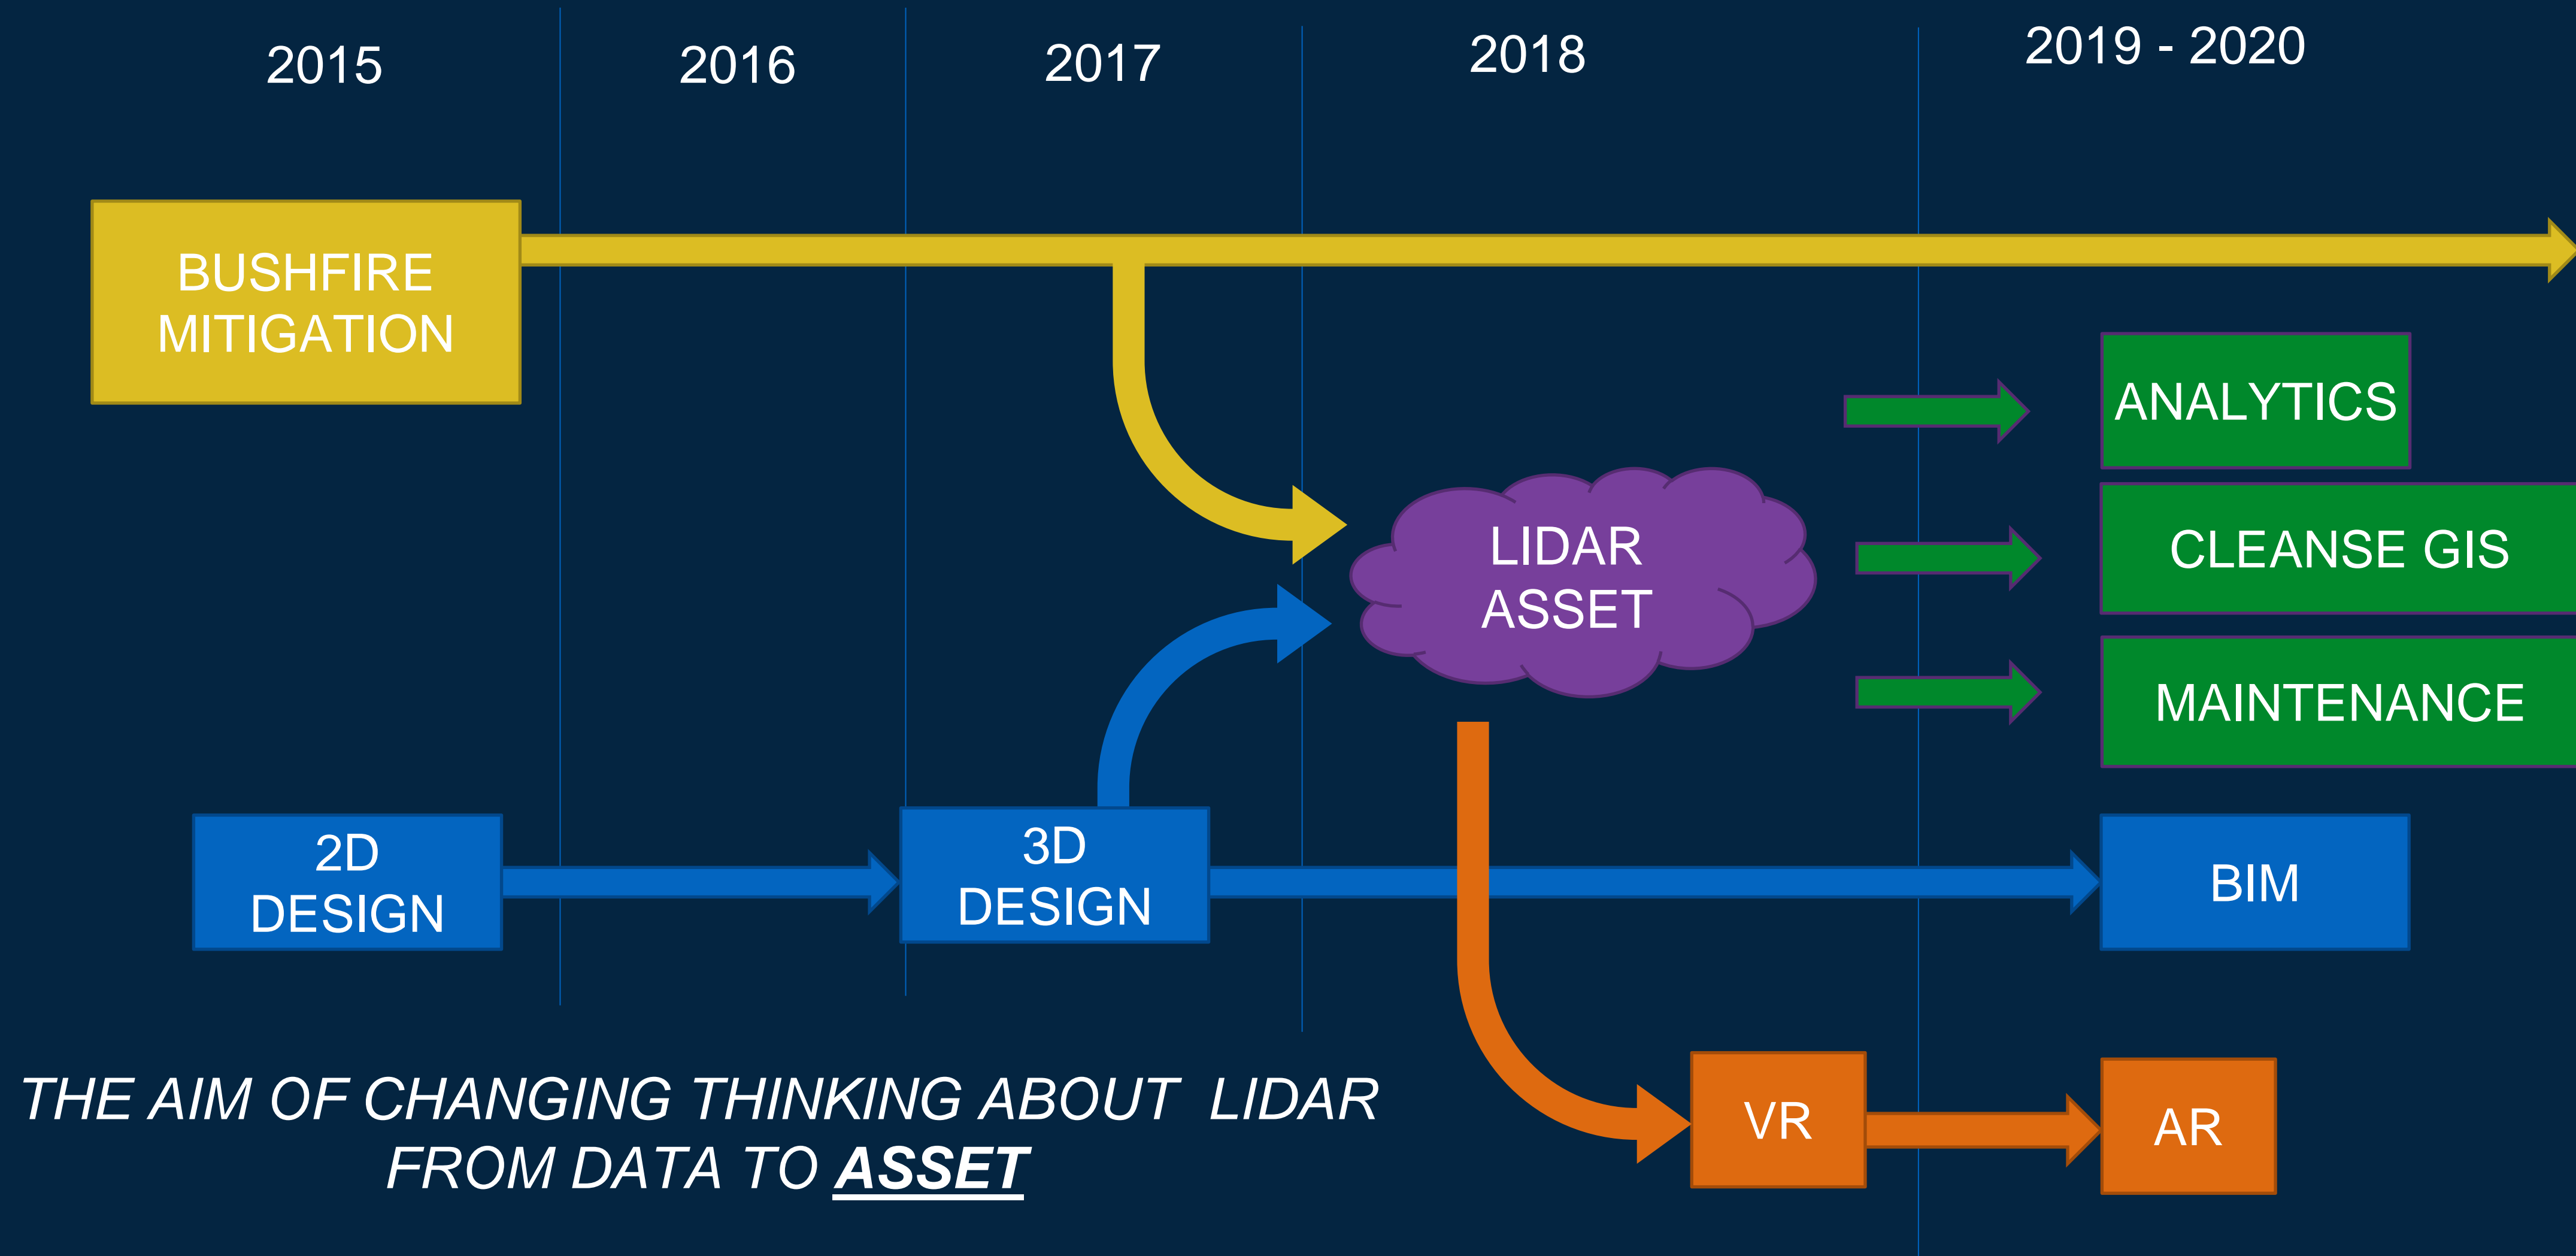 2015
2016
2017
2018
2019 - 2020
BUSHFIRE
MITIGATION
ANALYTICS
CLEANSE GIS
LIDAR
ASSET
MAINTENANCE
2D
DESIGN
3D
DESIGN
BIM
THE AIM OF CHANGING THINKING ABOUT LIDAR
FROM DATA TO ASSET
VR
AR